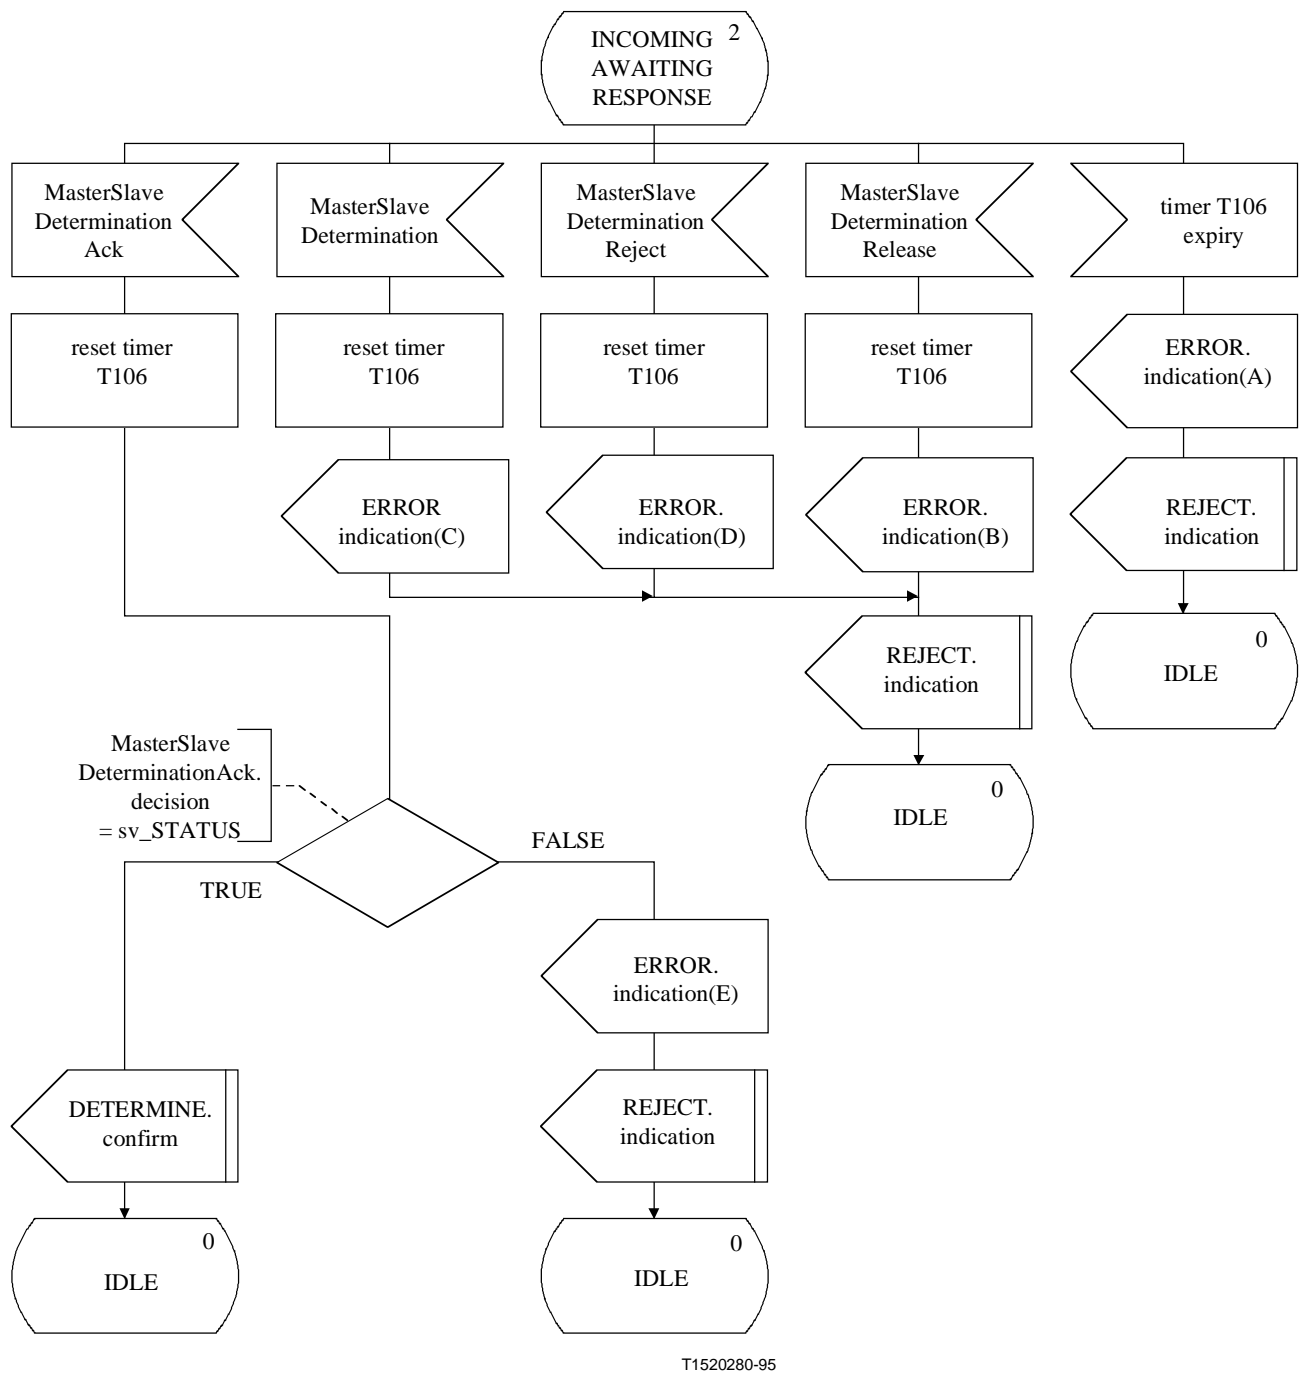 INCOMING 2
AWAITING
RESPONSE
MasterSlave
Determination
Ack
MasterSlave
Determination
MasterSlave
Determination
Reject
MasterSlave
Determination
Release
timer T106
expiry
reset timer
T106
reset timer
T106
reset timer
T106
reset timer
T106
ERROR.
indication(A)
ERROR
indication(C)
ERROR.
indication(D)
ERROR.
indication(B)
REJECT.
indication
REJECT.
indication
0
IDLE
MasterSlave
DeterminationAck.
decision
= sv_STATUS
0
IDLE
TRUE
FALSE
ERROR.
indication(E)
DETERMINE.
confirm
REJECT.
indication
0
IDLE
0
IDLE
T1520280-95